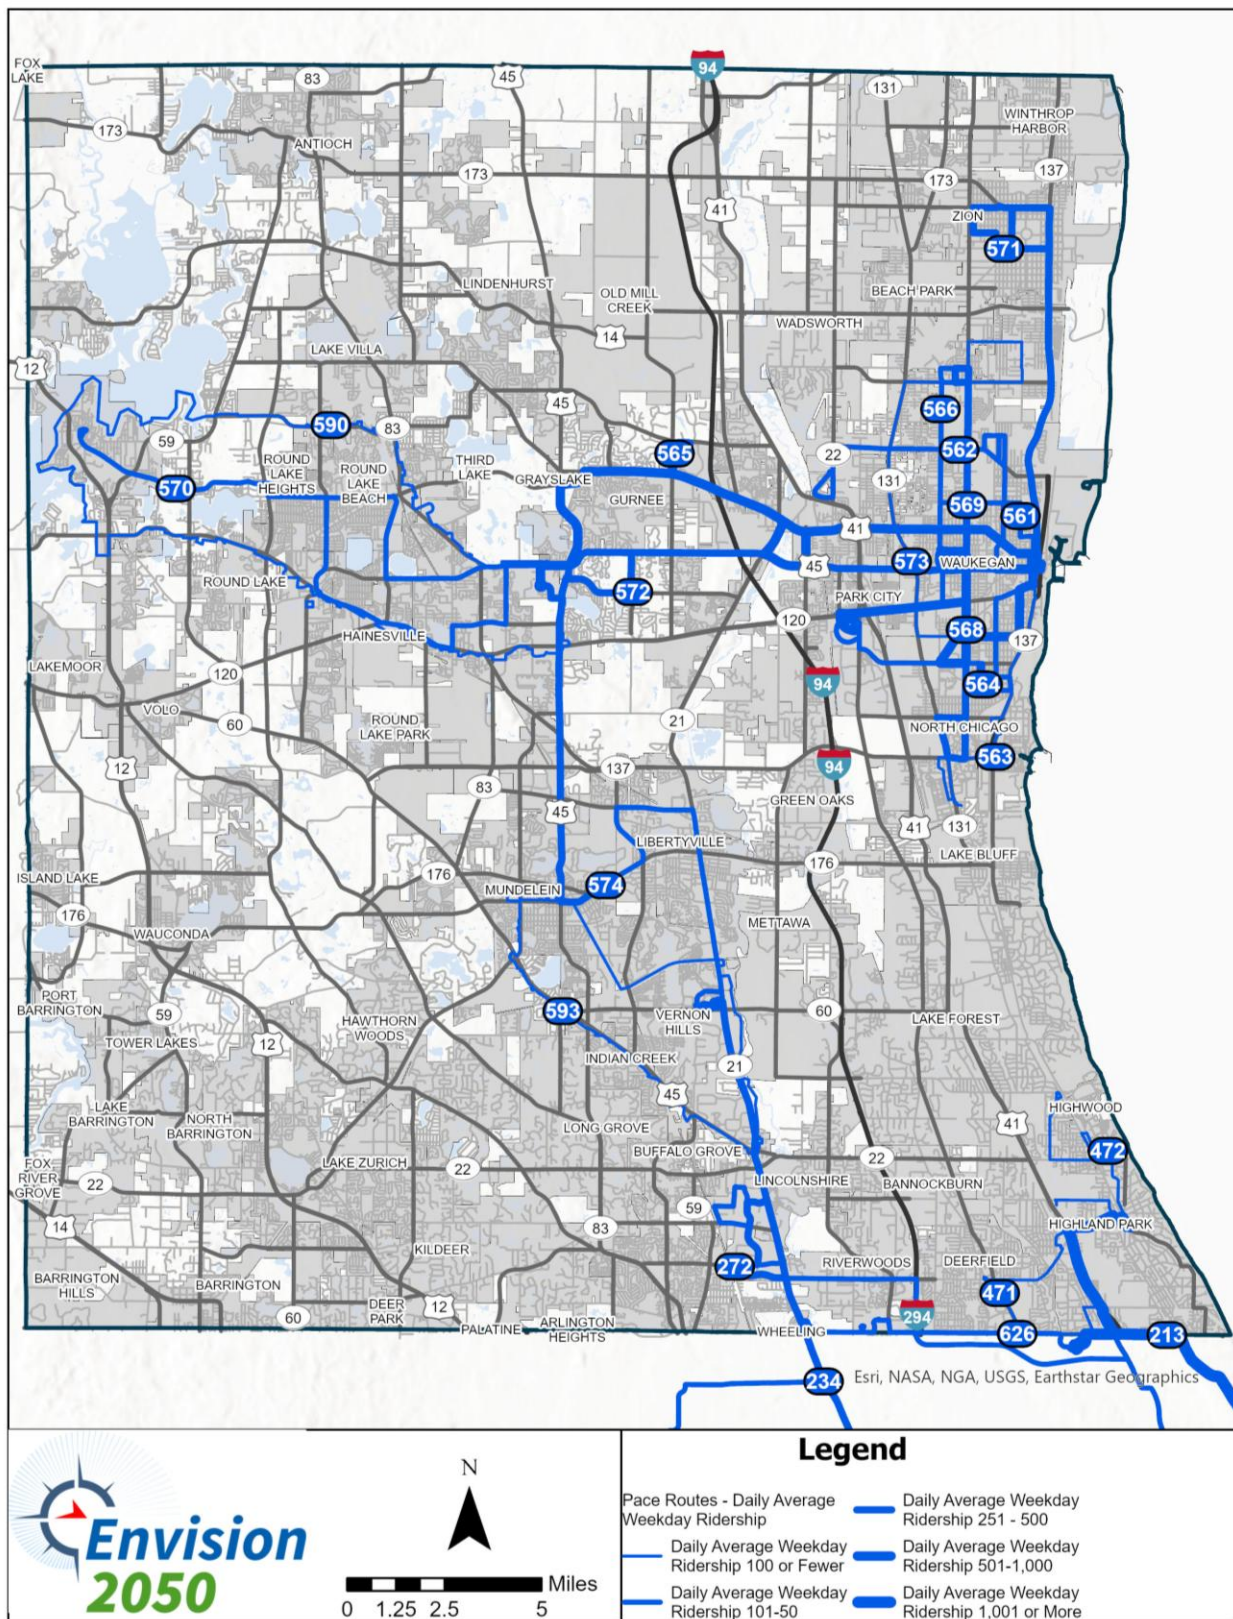 94
83
45
FOX
LAKE
131
WINTHROP
HARBOR
173
ANTIOCH
173
173
137
41
ZION
571
LINDENHURST
OLD MILL
CREEK
BEACH PARK
WADSWORTH
14
LAKE VILLA
12
45
566
590
83
59
562
565
22
ROUND
LAKE
HEIGHTS
ROUND
LAKE
BEACH
THIRD
LAKE
GRAYSLAKE
131
570
GURNEE
569
561
41
573
WAUKEGAN
45
ROUND LAKE
572
PARK CITY
120
568
HAINESVILLE
137
LAKEMOOR
120
94
564
VOLO
60
ROUND
LAKE PARK
21
NORTH CHICAGO
563
12
137
94
83
GREEN OAKS
45
41
131
LIBERTYVILLE
LAKE BLUFF
176
176
ISLAND LAKE
MUNDELEIN
574
176
WAUCONDA
METTAWA
PORT
BARRINGTON
59
593
VERNON
HILLS
60
LAKE FOREST
HAWTHORN
WOODS
TOWER LAKES
12
INDIAN CREEK
21
45
HIGHWOOD
LAKE
BARRINGTON
NORTH
BARRINGTON
LONG GROVE
41
BUFFALO GROVE
472
FOX
RIVER
GROVE
22
LAKE ZURICH
22
22
LINCOLNSHIRE
BANNOCKBURN
59
14
83
HIGHLAND PARK
KILDEER
272
RIVERWOODS
DEERFIELD
BARRINGTON
HILLS
BARRINGTON
471
DEER
PARK
12
60
294
PALATINE
ARLINGTON
HEIGHTS
WHEELING
626
213
234
Esri, NASA, NGA, USGS, Earthstar Geographics
Envision
2050
N
Miles
0 1.25 2.5 5
Legend
Pace Routes - Daily Average
Weekday Ridership
Daily Average Weekday
Ridership 100 or Fewer
Daily Average Weekday
Ridership 101-50
Daily Average Weekday
Ridership 251 - 500
Daily Average Weekday
Ridership 501-1,000
Daily Average Weekday
Ridership 1,001 or More